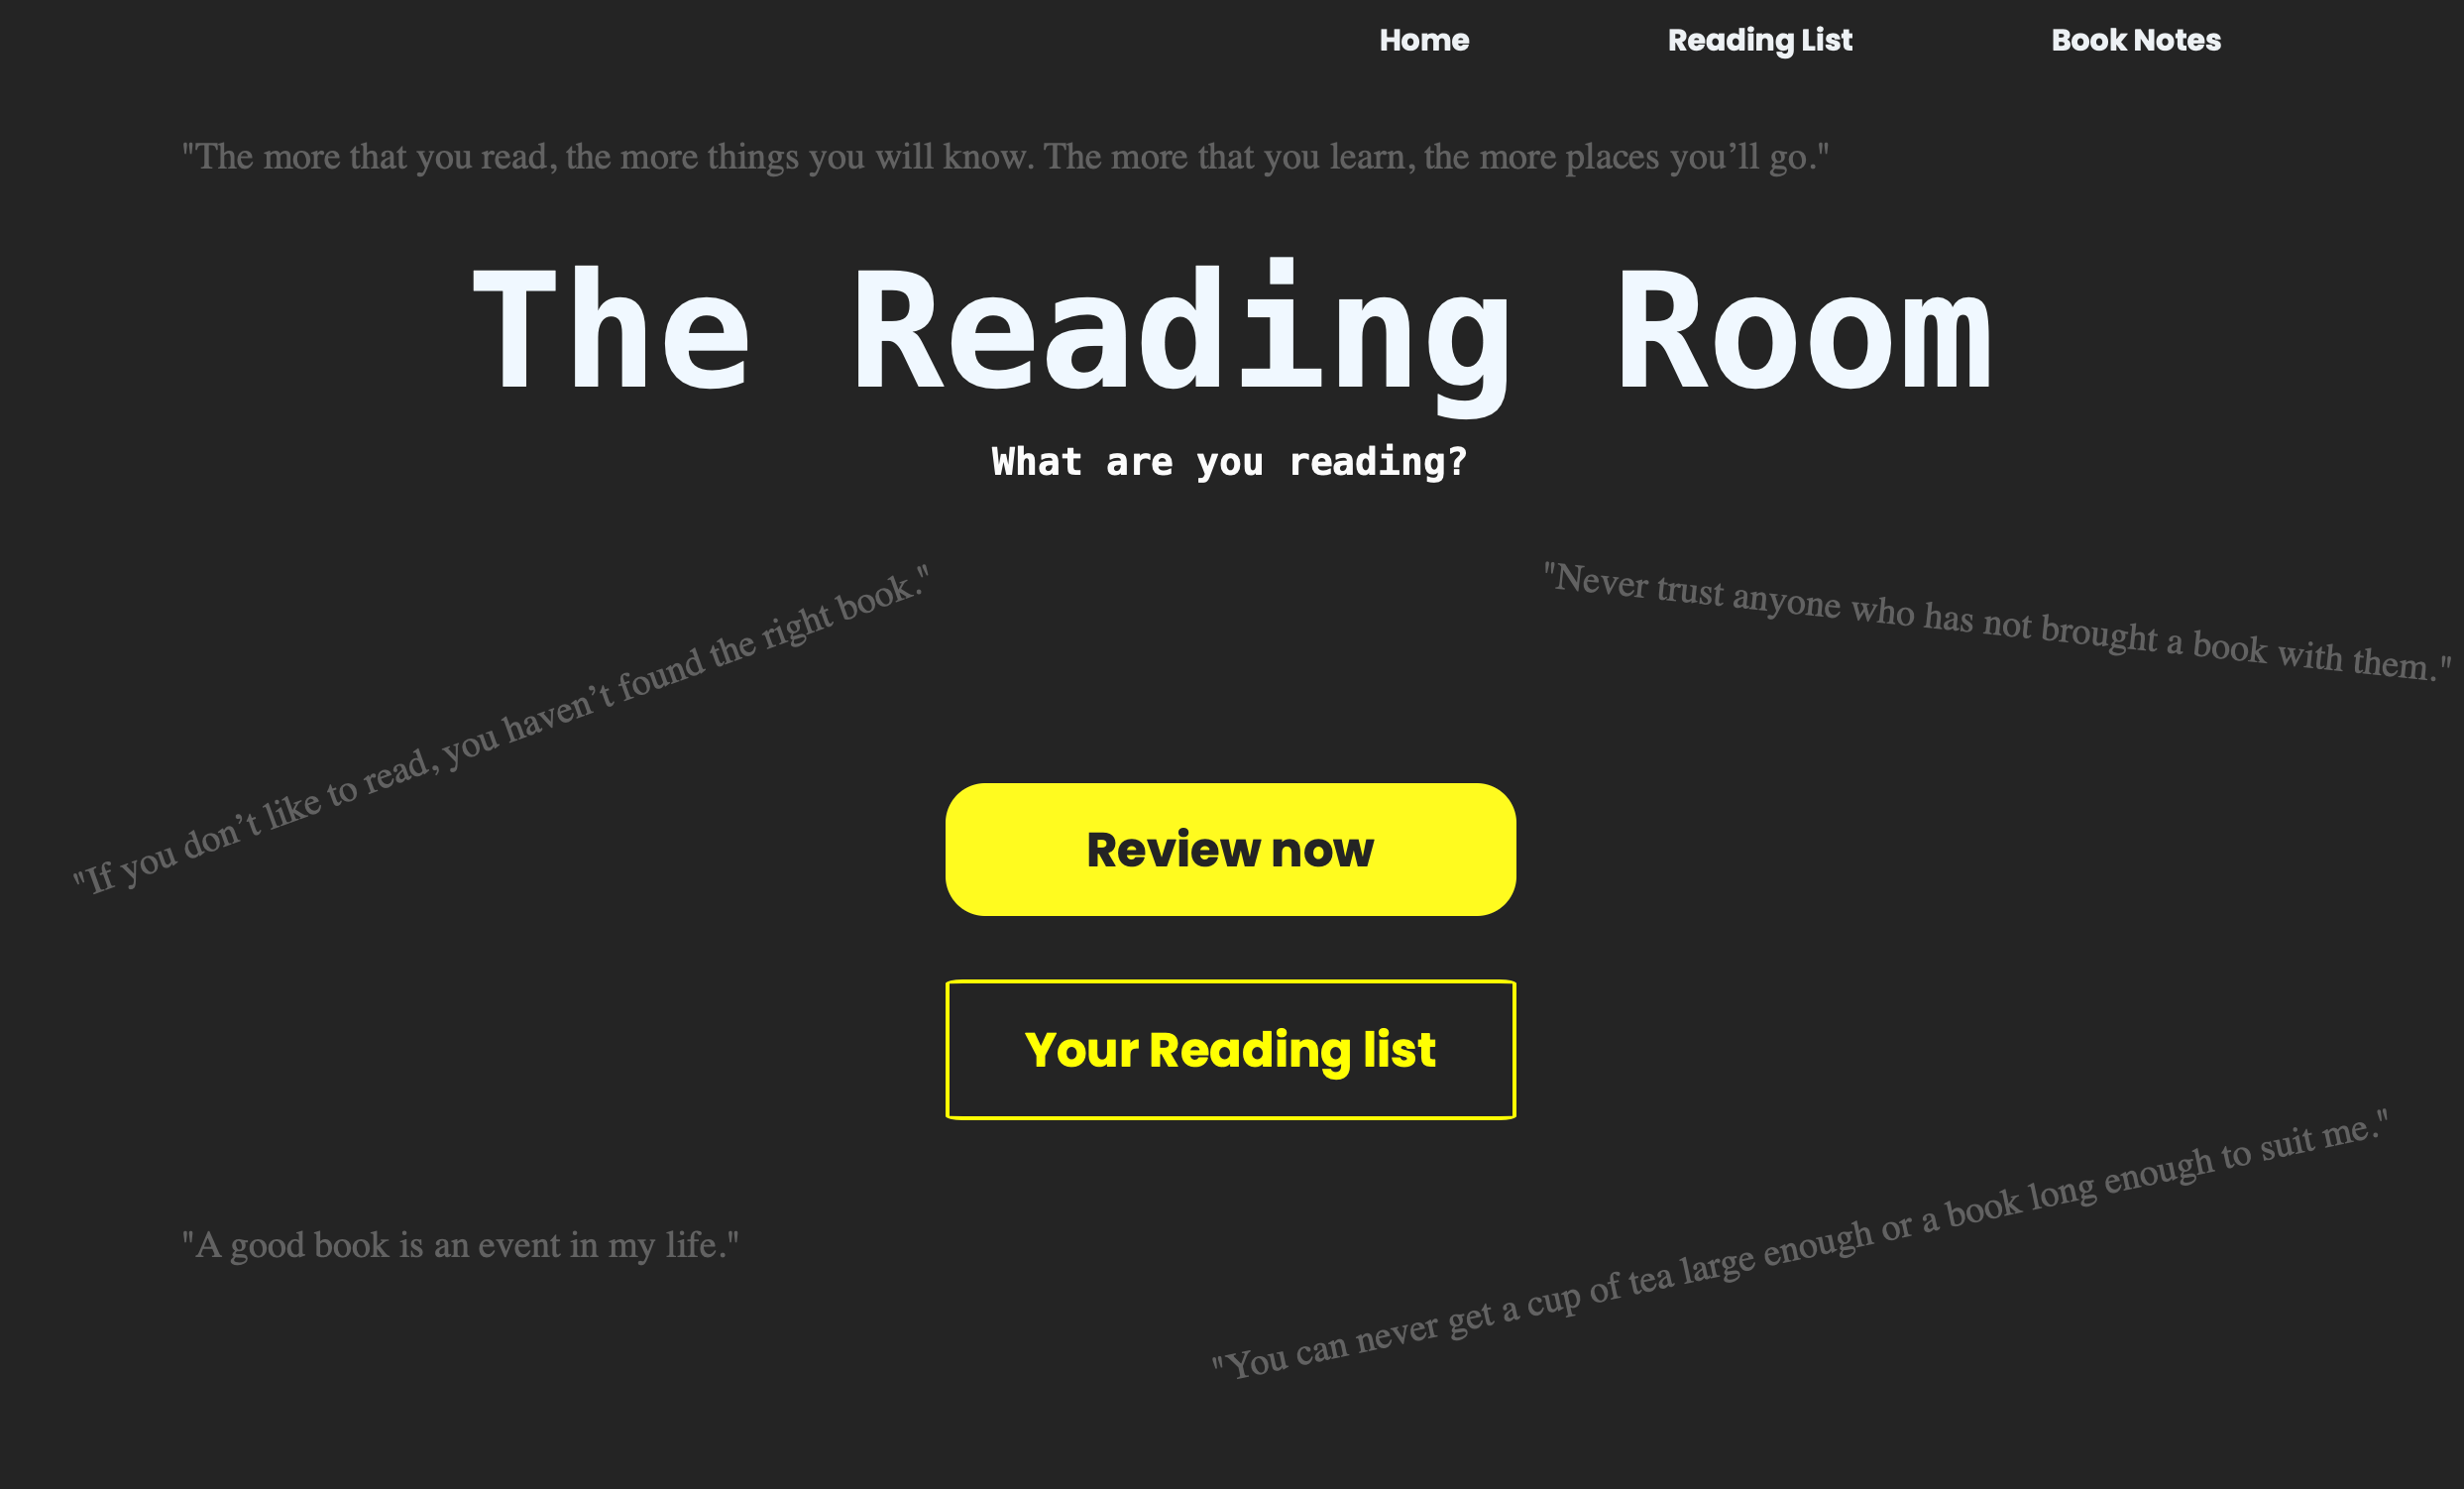 Home Reading List Book Notes
"The more that you read, the more things you will know. The more that you learn, the more places you’ll go."
The Reading Room
What are you reading?
"If you don’t like to read, you haven’t found the right book."
"Never trust anyone who has not brought a book with them."
Review now
Your Reading list
"A good book is an event in my life."
"You can never get a cup of tea large enough or a book long enough to suit me."